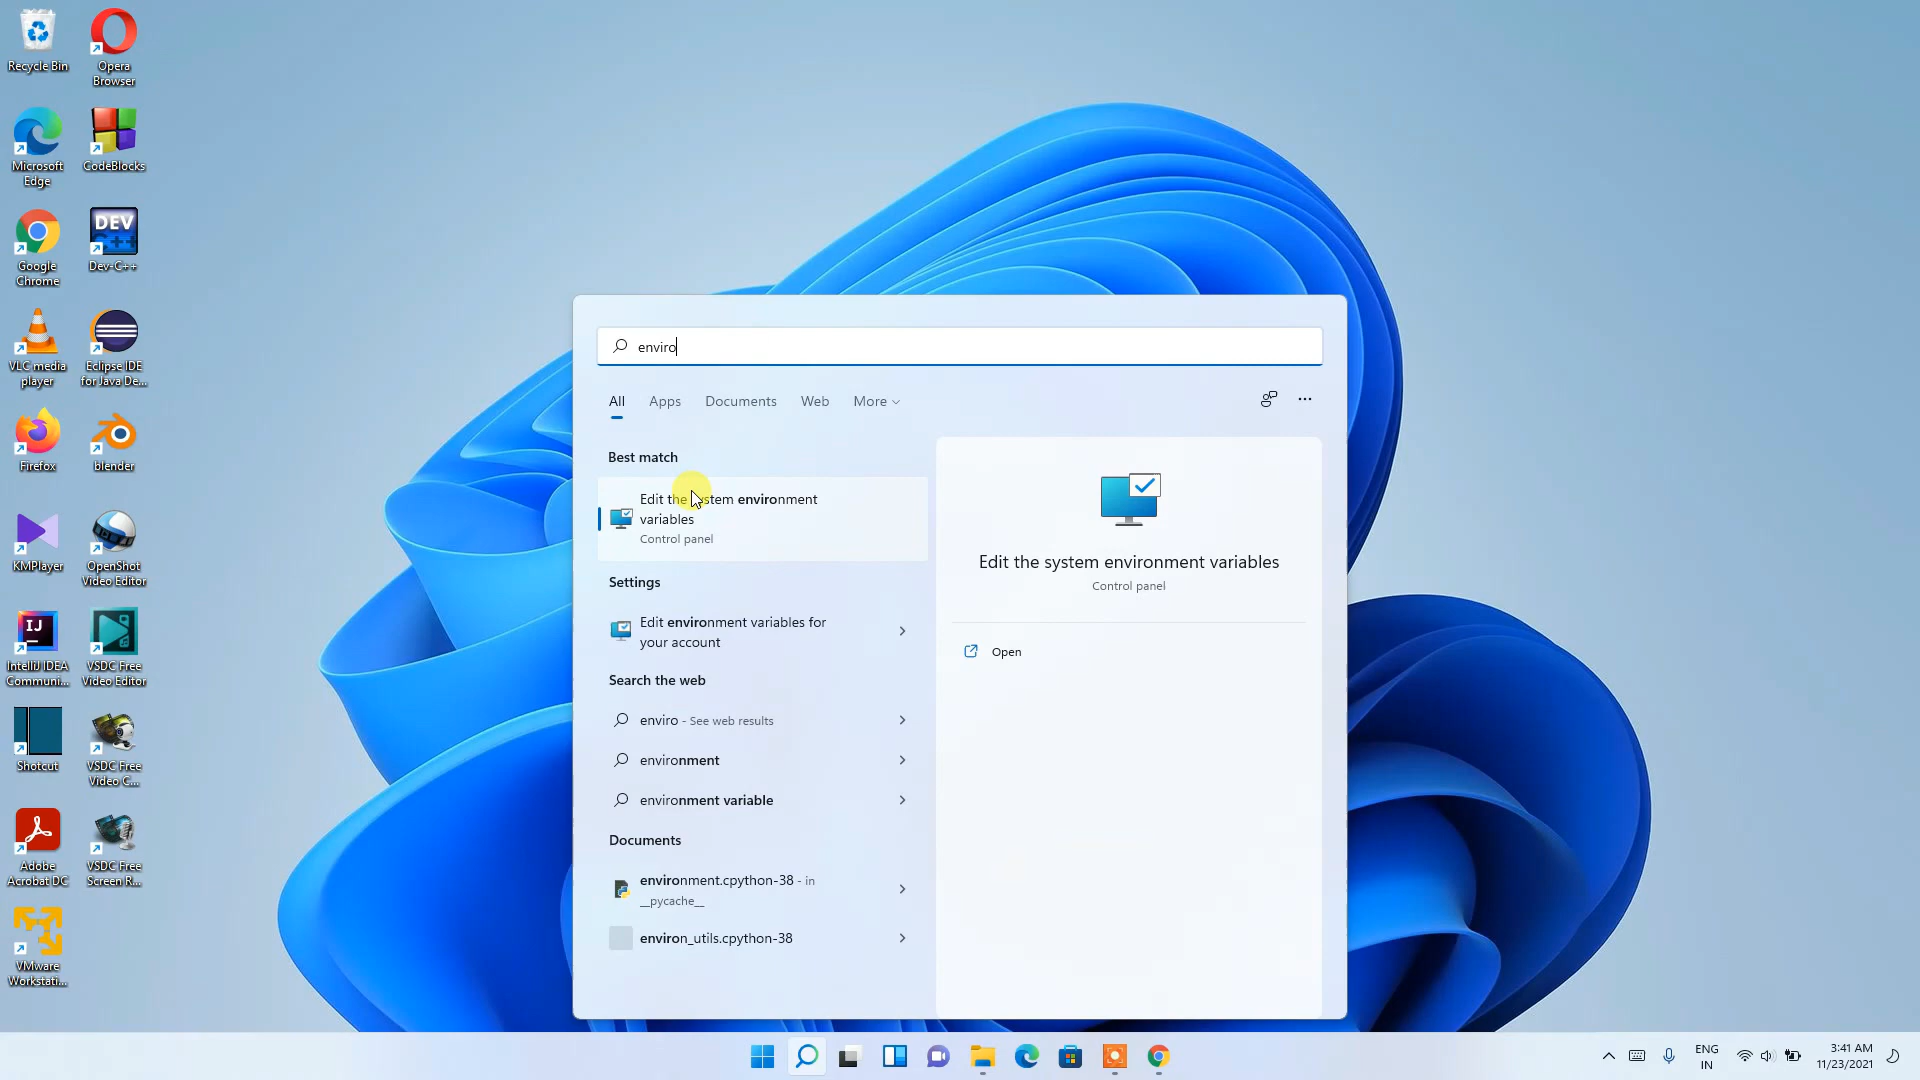 Recycle Bin
Opera
Browser
Microsoft
Edge
CodeBlocks
Google
Chrome
DEV
C++
Dev-C++
VLC media
player
Eclipse IDE
for Java De...
Firefox
blender
KMPlayer
OpenShot
Video Editor
IJ
IntelliJ IDEA
Communi...
VSDC Free
Video Editor
Shotcut
VSDC Free
Video C...
Adobe
Acrobat DC
VSDC Free
Screen R...
VMware
Workstati...
enviro
All
Apps
Documents
Web
More
Best match
Edit the system environment
variables
Control panel
Settings
Edit environment variables for
your account
Search the web
enviro - See web results
environment
environment variable
Documents
environment.cpython-38 - in
__pycache__
environ_utils.cpython-38
Edit the system environment variables
Control panel
Open
ENG
IN
3:41 AM
11/23/2021